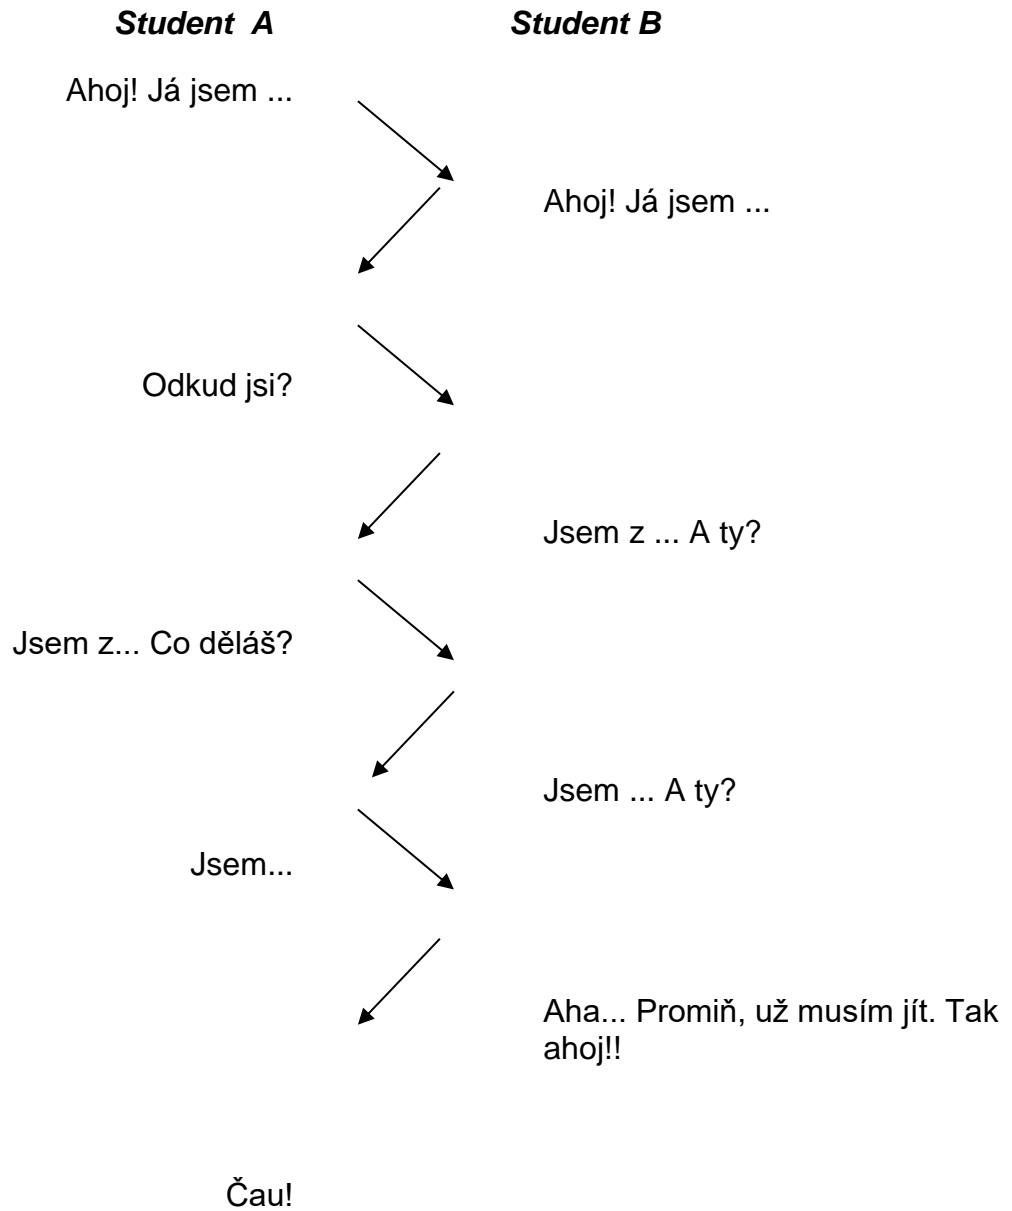 Student A Student B
Ahoj! Já jsem ...
Ahoj! Já jsem ...
Odkud jsi?
Jsem z ... A ty?
Jsem z... Co děláš?
Jsem ... A ty?
Jsem...
Aha... Promiň, už musím jít. Tak
ahoj!!
Čau!